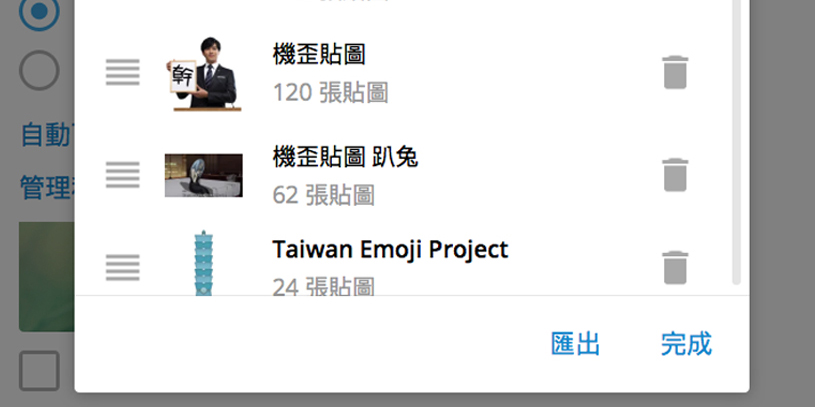 機歪貼圖
120 張貼圖
幹
機歪貼圖 趴兔
62 張貼圖
Taiwan Emoji Project
24 張貼圖
自動
管理
匯出
完成